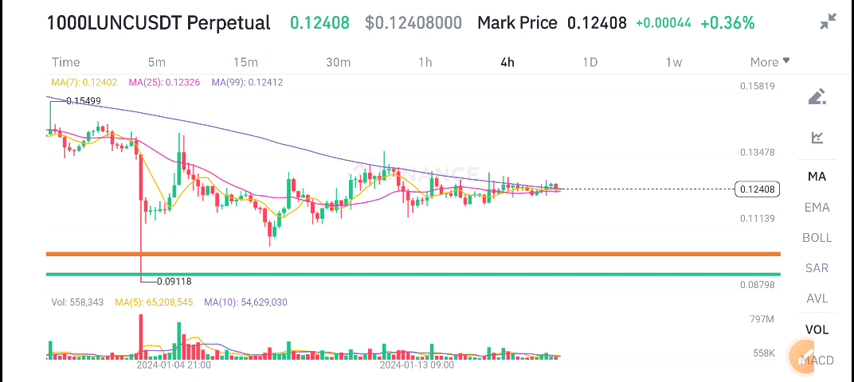 1000LUNCUSDT Perpetual 0.12408 $0.12408000 Mark Price 0.12408 +0.00044 +0.36%
Time 5m 15m 30m 1h 4h 1D 1w More
MA(7): 0.12402 MA(25): 0.12326 MA(99): 0.12412
0.15819
0.15499
0.13478
BINANCE
MA
0.12408
EMA
0.11139
BOLL
SAR
0.09118
0.08798
AVL
Vol: 558,343 MA(5): 65,208,545 MA(10): 54,629,030
797M
VOL
558K
MACD
2024-01-04 21:00 2024-01-13 09:00